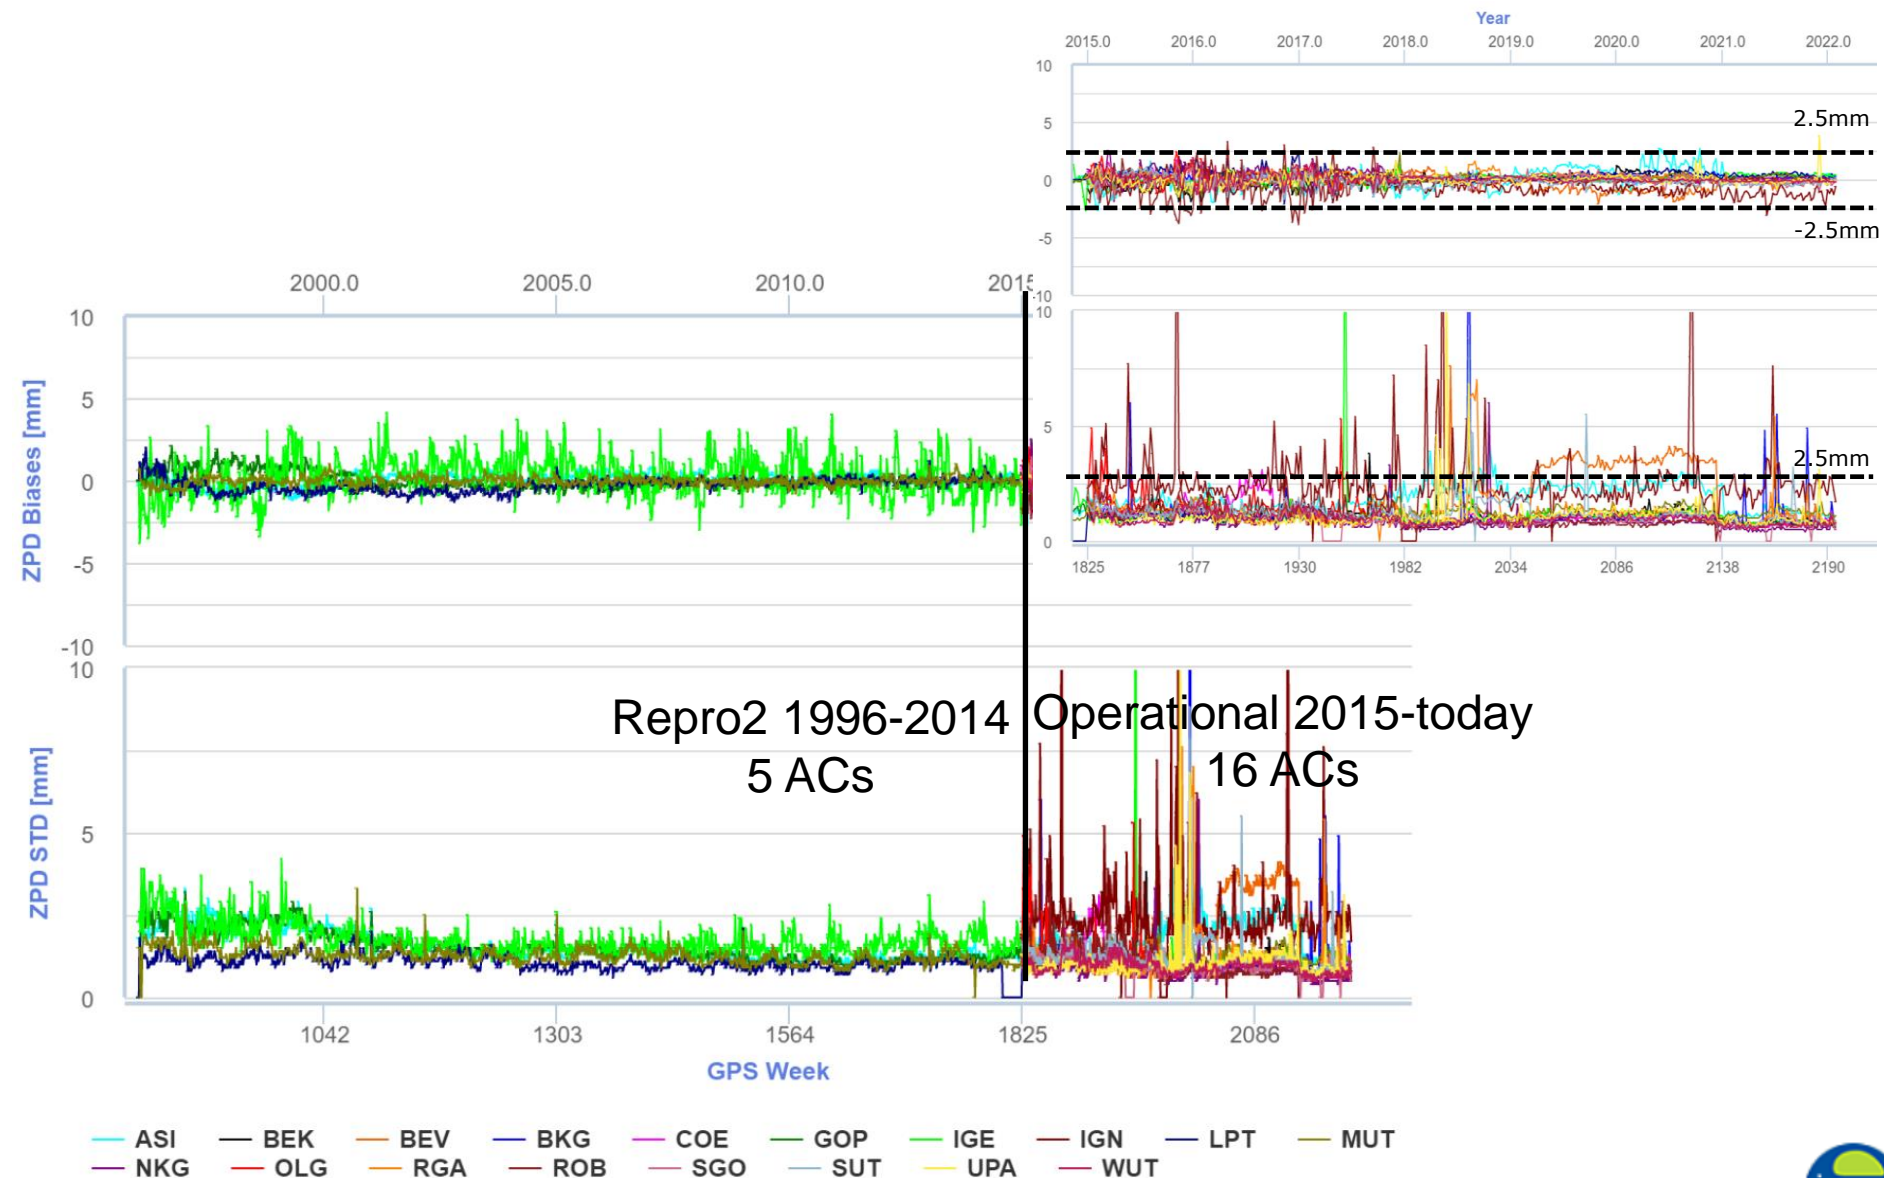 Year
2015.0 2016.0 2017.0 2018.0 2019.0 2020.0 2021.0 2022.0
10
5
0
-5
-10
2.5mm
-2.5mm
10
5
0
2.5mm
1825 1877 1930 1982 2034 2086 2138 2190
2000.0 2005.0 2010.0 2015
ZPD Biases [mm]
10
5
0
-5
-10
ZPD STD [mm]
10
5
0
Repro2 1996-2014
5 ACs
Operational 2015-today
16 ACs
1042 1303 1564 1825 2086
GPS Week
ASI BEK BEV BKG COE GOP IGE IGN LPT MUT
NKG OLG RGA ROB SGO SUT UPA WUT